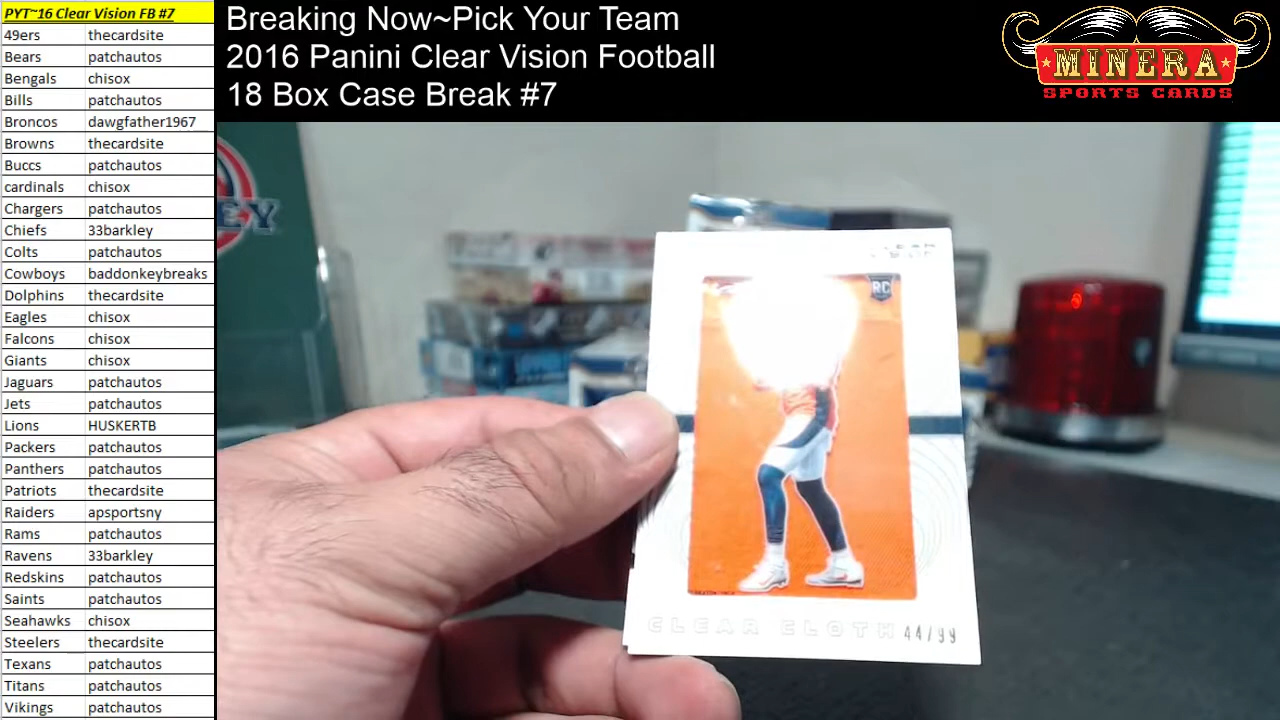 PYT~16 Clear Vision FB #7
49ers thecardsite
Bears patchautos
Bengals chisox
Bills patchautos
Broncos dawgfather1967
Browns thecardsite
Buccs patchautos
cardinals chisox
Chargers patchautos
Chiefs 33barkley
Colts patchautos
Cowboys baddonkeybreaks
Dolphins thecardsite
Eagles chisox
Falcons chisox
Giants chisox
Jaguars patchautos
Jets patchautos
Lions HUSKERTB
Packers patchautos
Panthers patchautos
Patriots thecardsite
Raiders apsportsny
Rams patchautos
Ravens 33barkley
Redskins patchautos
Saints patchautos
Seahawks chisox
Steelers thecardsite
Texans patchautos
Titans patchautos
Vikings patchautos
Breaking Now~Pick Your Team
2016 Panini Clear Vision Football
18 Box Case Break #7
MINERA
SPORTS CARDS
RC
CLEAR CLOTH 44/99